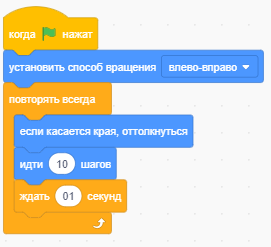 когда нажат
установить способ вращения влево-вправо
повторять всегда
если касается края, оттолкнуться
идти 10 шагов
ждать 01 секунд